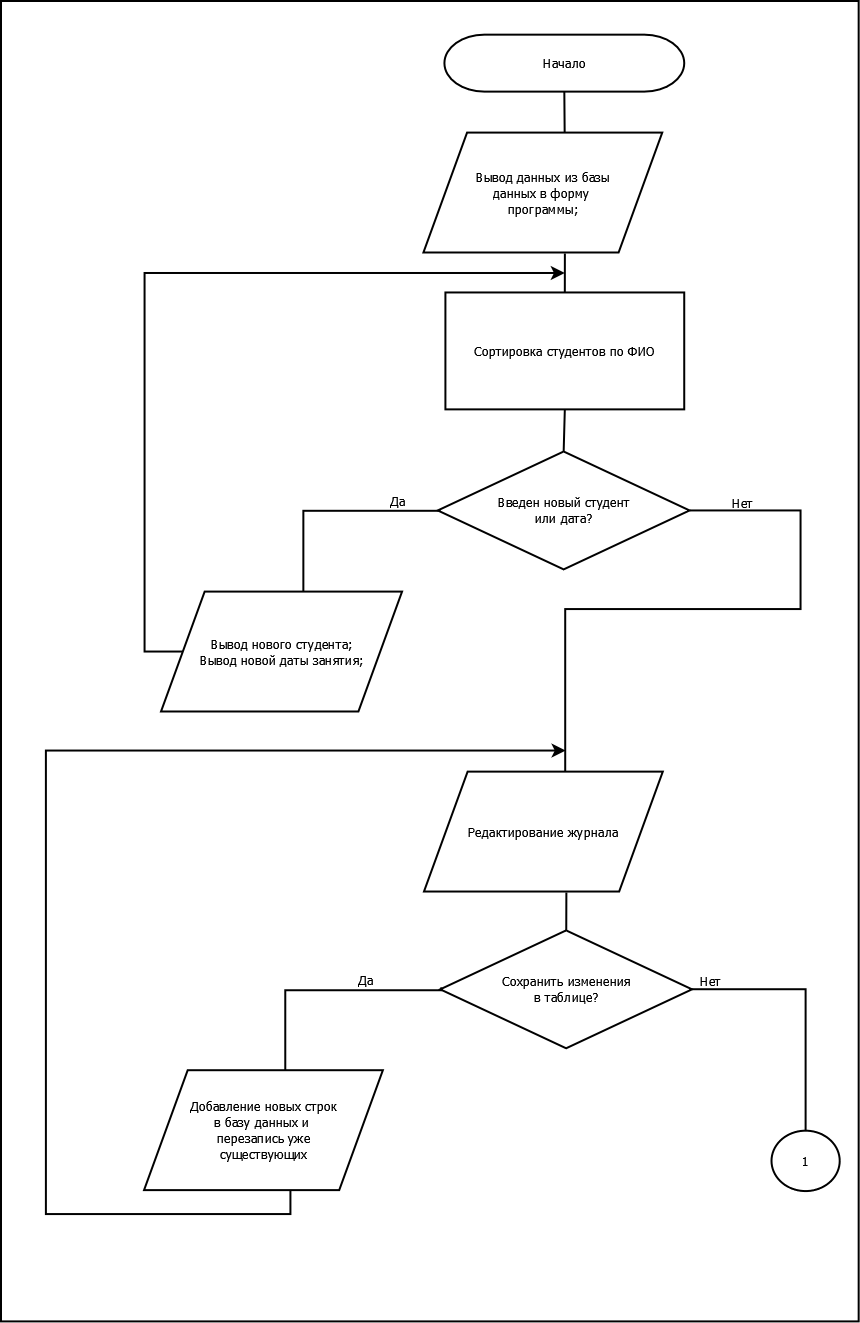 Начало
Вывод данных из базы
данных в форму
программы;
Сортировка студентов по ФИО
Введен новый студент
или дата?
Да
Нет
Вывод нового студента;
Вывод новой даты занятия;
Редактирование журнала
Сохранить изменения
в таблице?
Да
Нет
Добавление новых строк
в базу данных и
перезапись уже
существующих
1